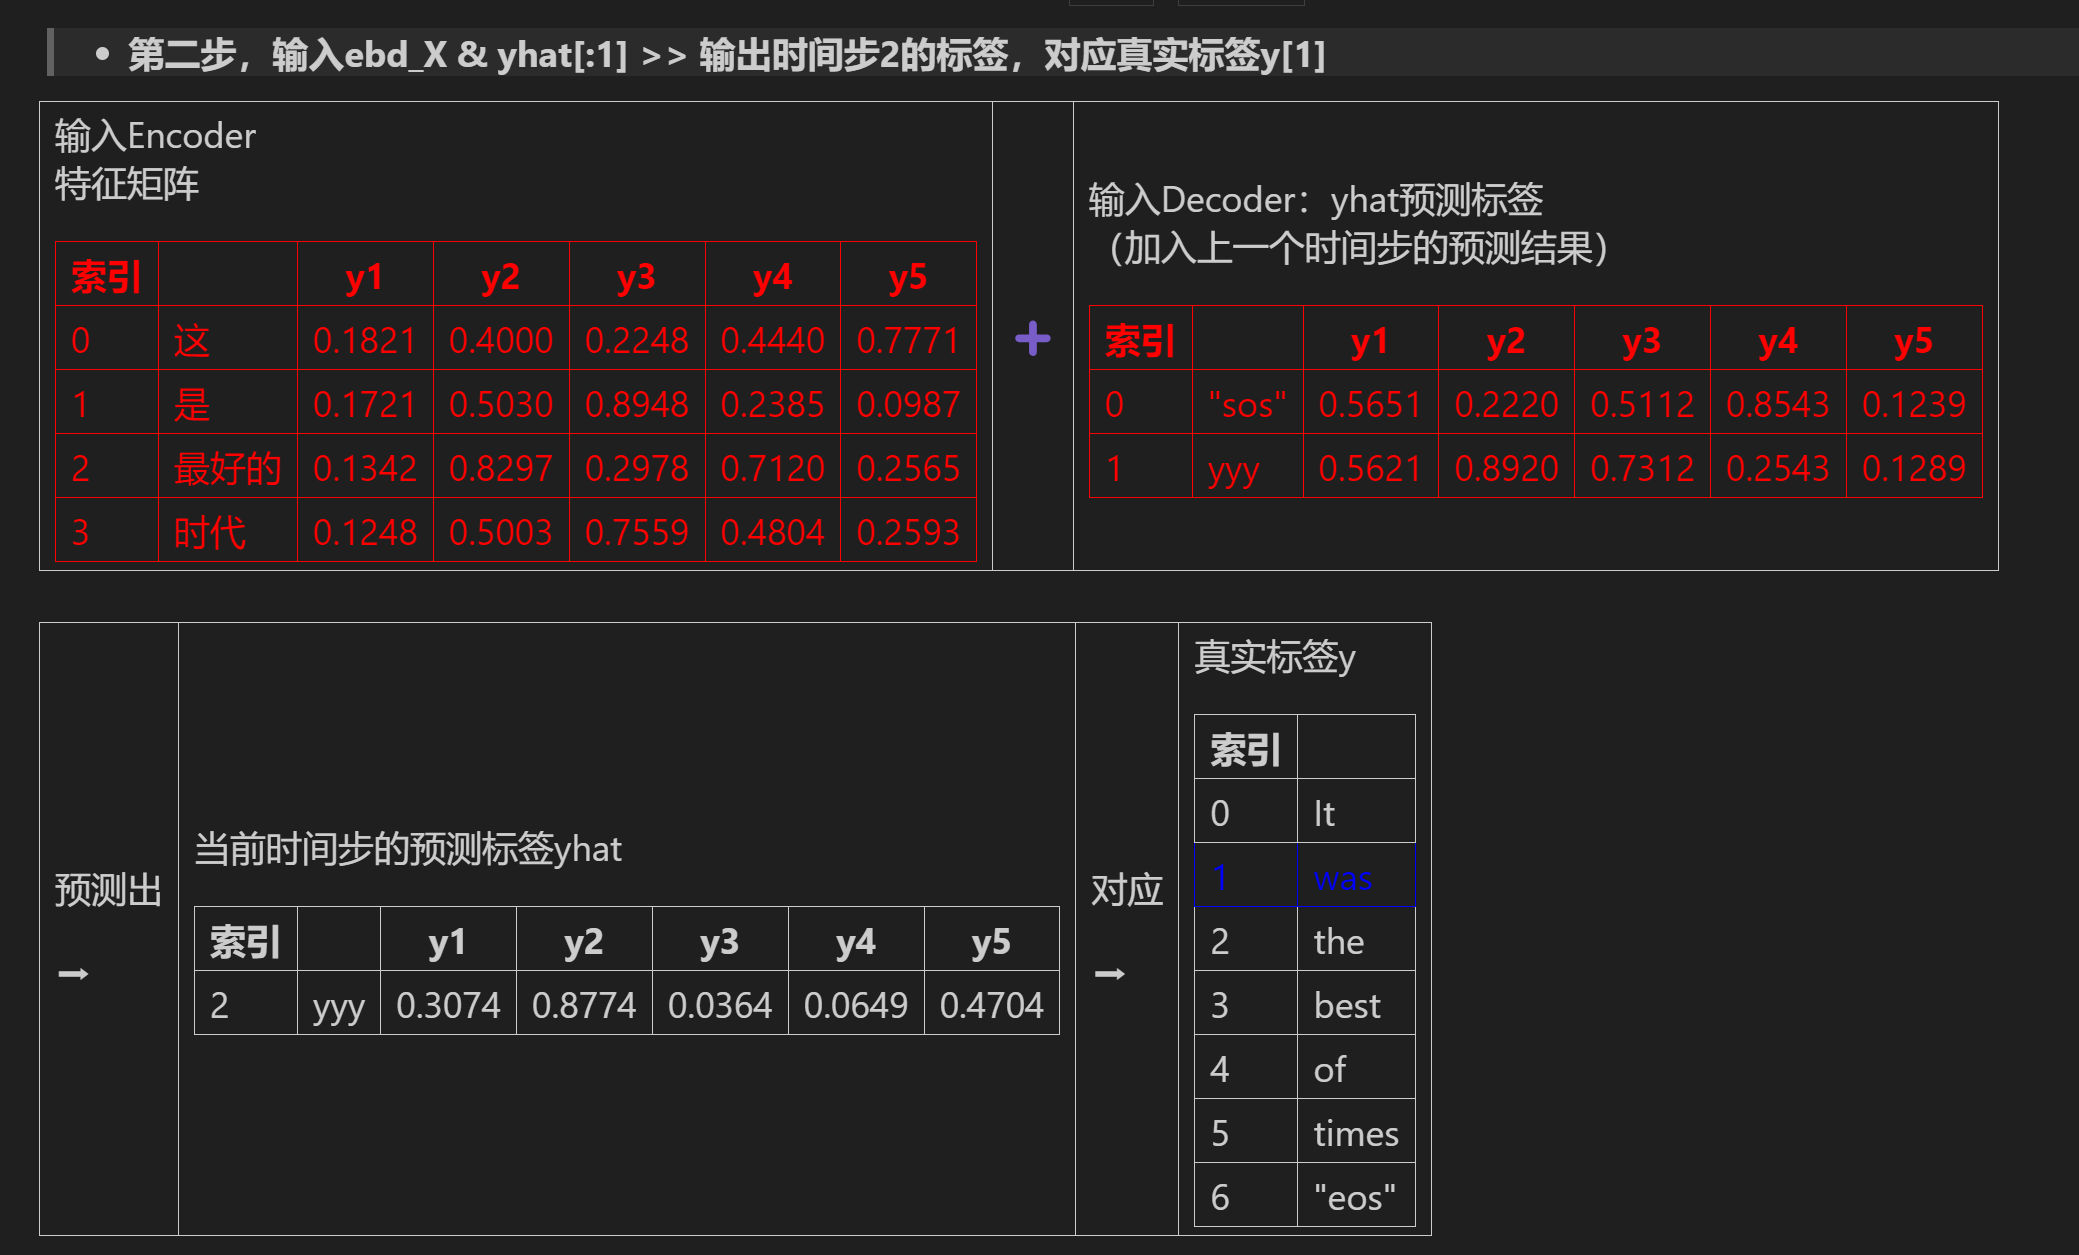 • 第二步，输入ebd_X & yhat[:1] >> 输出时间步2的标签，对应真实标签y[1]
输入Encoder
特征矩阵
索引 y1 y2 y3 y4 y5
0 这 0.1821 0.4000 0.2248 0.4440 0.7771
1 是 0.1721 0.5030 0.8948 0.2385 0.0987
2 最好的 0.1342 0.8297 0.2978 0.7120 0.2565
3 时代 0.1248 0.5003 0.7559 0.4804 0.2593
+
输入Decoder：yhat预测标签
（加入上一个时间步的预测结果）
索引 y1 y2 y3 y4 y5
0 "sos" 0.5651 0.2220 0.5112 0.8543 0.1239
1 yyy 0.5621 0.8920 0.7312 0.2543 0.1289
预测出
→
当前时间步的预测标签yhat
索引 y1 y2 y3 y4 y5
2 yyy 0.3074 0.8774 0.0364 0.0649 0.4704
对应
→
真实标签y
索引
0 It
1 was
2 the
3 best
4 of
5 times
6 "eos"